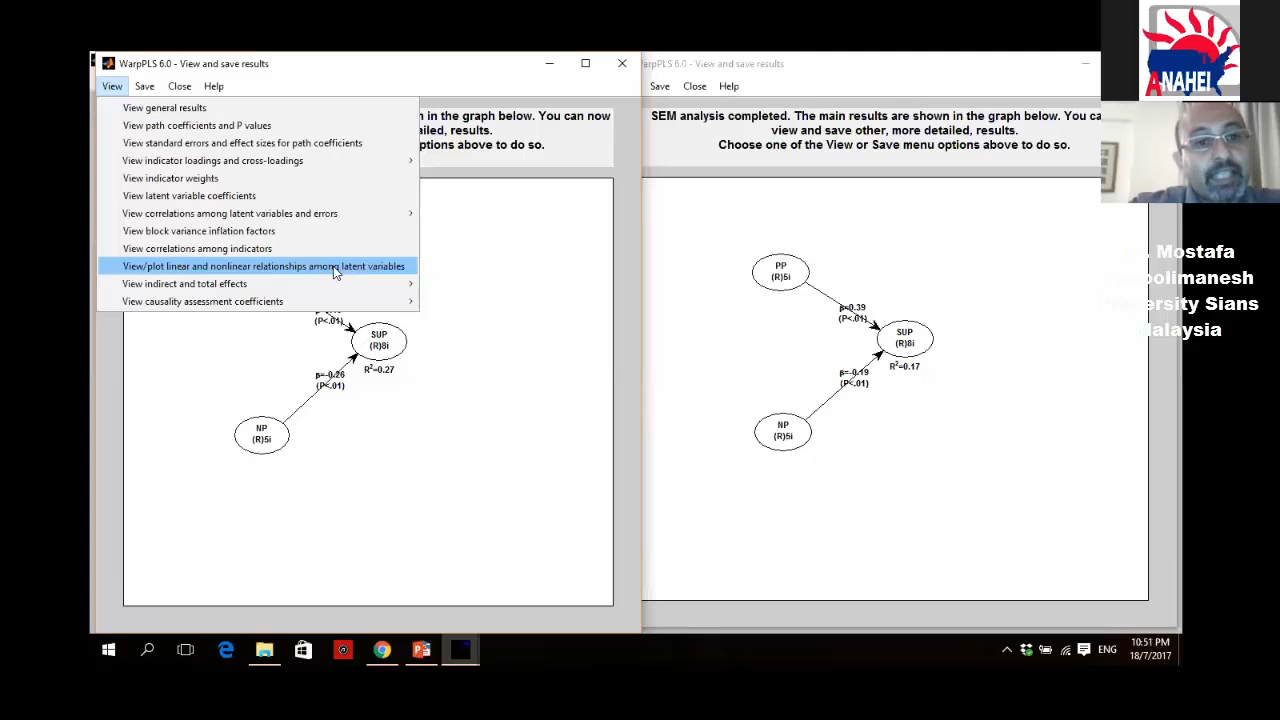 WarpPLS 6.0 - View and save results
View Save Close Help
View general results
View path coefficients and P values
View standard errors and effect sizes for path coefficients
View indicator loadings and cross-loadings
View indicator weights
View latent variable coefficients
View correlations among latent variables and errors
View block variance inflation factors
View correlations among indicators
View/plot linear and nonlinear relationships among latent variables
View indirect and total effects
View causality assessment coefficients
n in the graph below. You can now
ailed, results.
ptions above to do so.
(P<.01)
SUP
(R)8i
R²=0.27
β=-0.26
(P<.01)
NP
(R)5i
rpPLS 6.0 - View and save results
Save Close Help
SEM analysis completed. The main results are shown in the graph below. You ca
view and save other, more detailed, results.
Choose one of the View or Save menu options above to do so.
PP
(R)5i
β=0.39
(P<.01)
SUP
(R)8i
R²=0.17
β=-0.19
(P<.01)
NP
(R)5i
ANAHEI
. Mostafa
oolimanesh
ersity Sians
alaysia
ENG
10:51 PM
18/7/2017